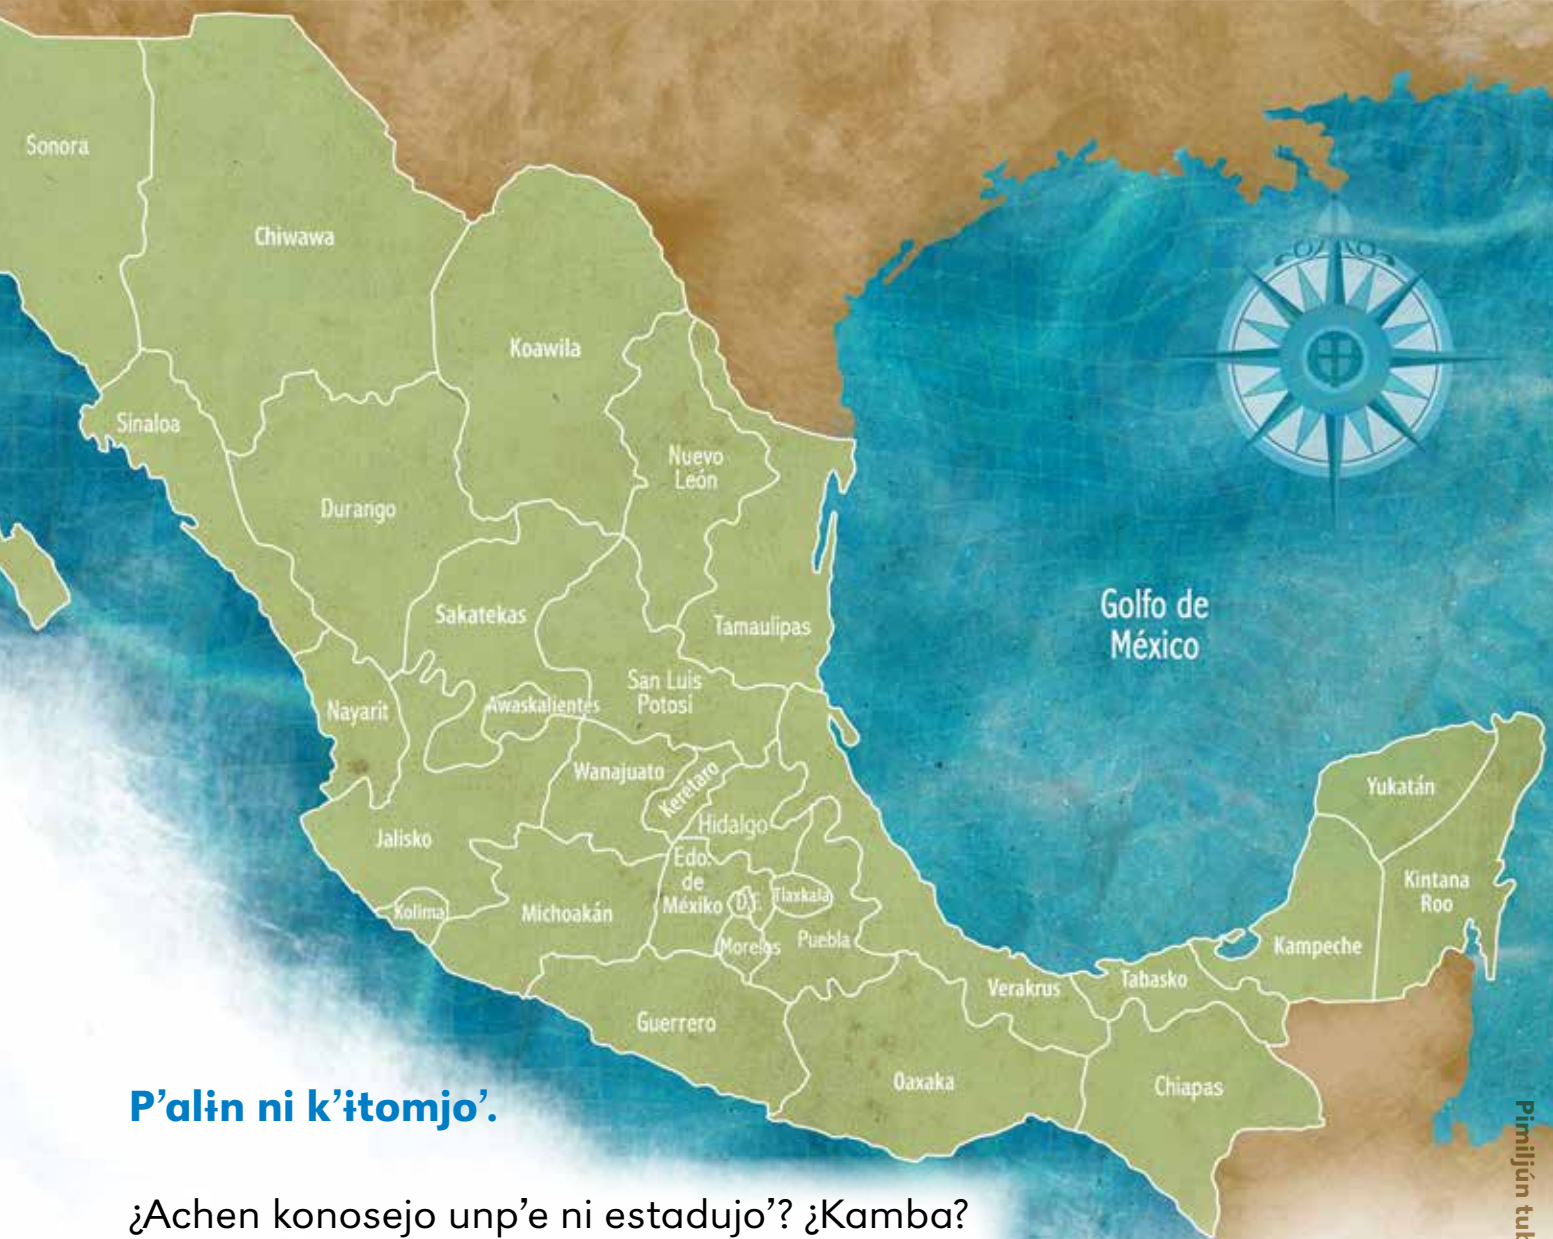 Sonora
Chiwawa
Koawila
Sinaloa
Nuevo
León
Durango
Sakatekas
Tamaulipas
Golfo de
México
San Luis
Potosi
Nayarit
Awaskalientes
Wanajuato
Keretaro
Yukatán
Hidalgo
Jalisko
Edo.
de
Méxiko
D.F.
Tlaxkala
Kintana
Roo
Kolima
Michoakán
Morelos
Puebla
Kampeche
Verakrus
Tabasko
Guerrero
Oaxaka
Chiapas
P’alɨn ni k’ɨtomjo’.
¿Achen konosejo unp’e ni estadujo’? ¿Kamba?
Pimiljún tuk